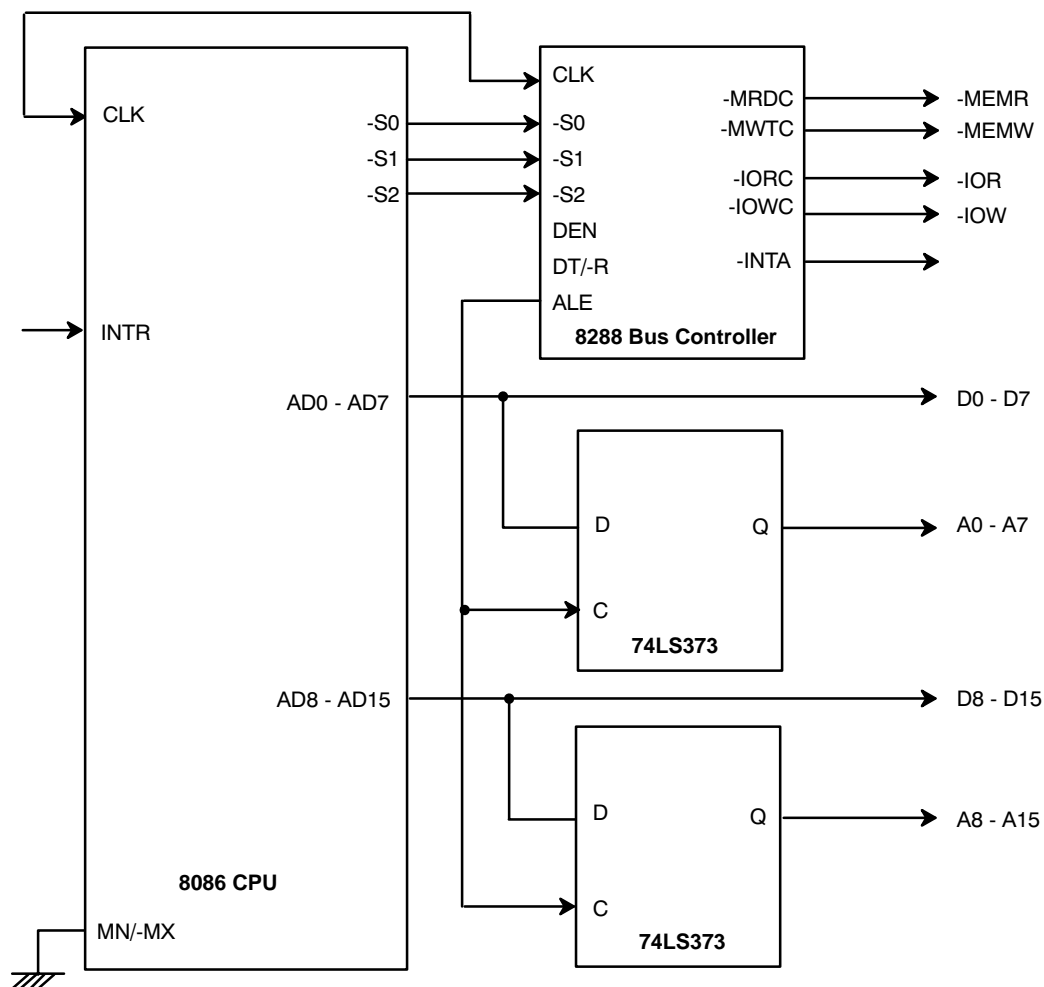 CLK
-S0
-S1
-S2
INTR
AD0 - AD7
AD8 - AD15
8086 CPU
MN/-MX
CLK
-S0
-S1
-S2
DEN
DT/-R
ALE
-MRDC
-MWTC
-IORC
-IOWC
-INTA
8288 Bus Controller
-MEMR
-MEMW
-IOR
-IOW
D0 - D7
D
Q
C
74LS373
A0 - A7
D8 - D15
D
Q
C
74LS373
A8 - A15